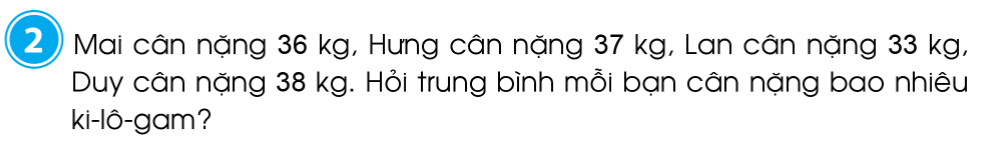 2 Mai cân nặng 36 kg, Hưng cân nặng 37 kg, Lan cân nặng 33 kg,
Duy cân nặng 38 kg. Hỏi trung bình mỗi bạn cân nặng bao nhiêu
ki-lô-gam?